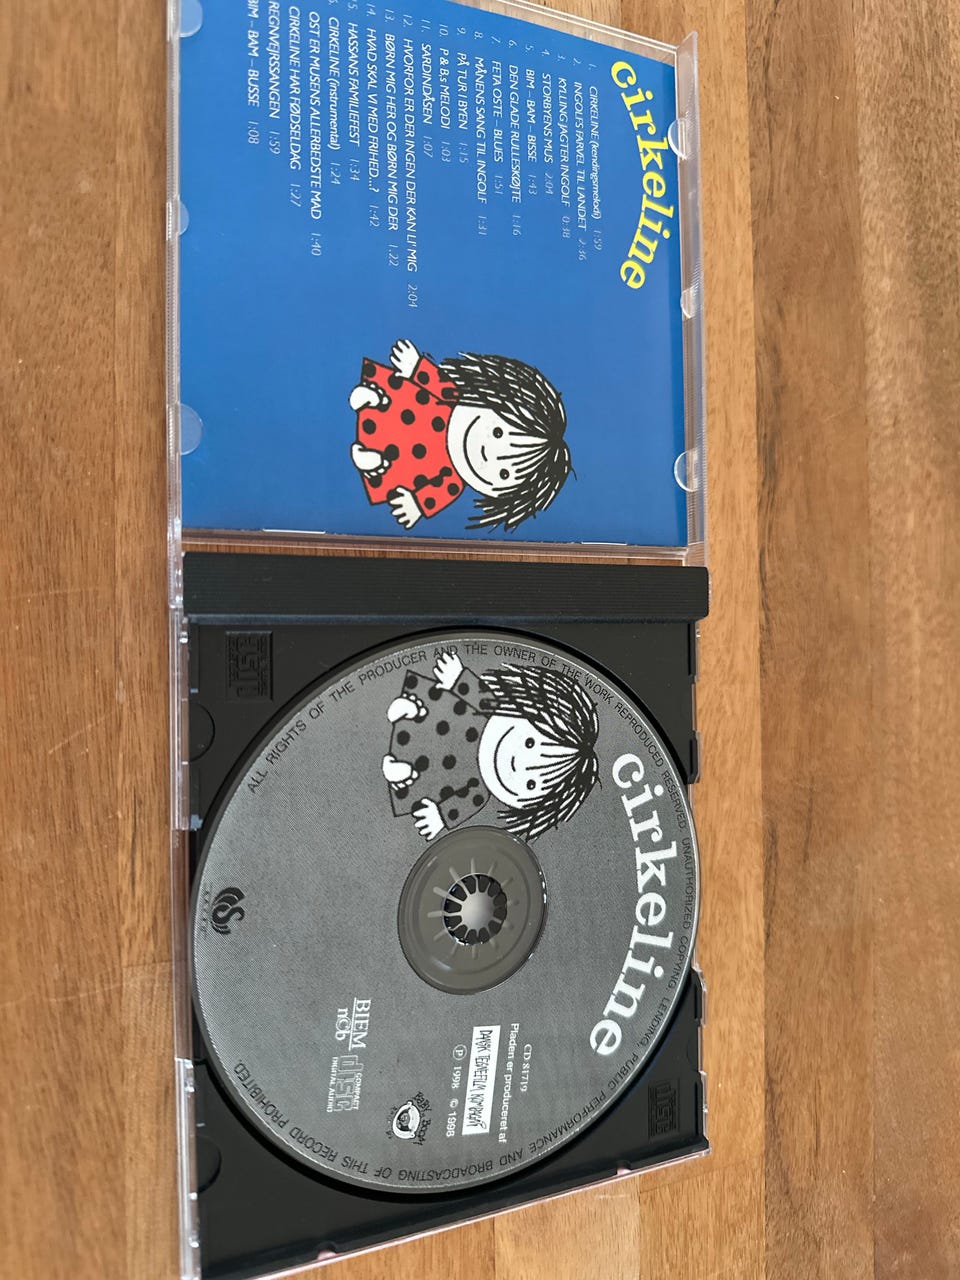 cirkeline
1. CIRKELINE (kendingsmelodi) 1:59
2. INGOLFS FARVEL TIL LANDET 2:36
3. KYLLING JAGTER INGOLF 0:38
4. STORBYENS MUS 2:04
5. BIM – BAM – BISSE 1:43
6. DEN GLADE RULLESKØJTE 1:16
7. FETA OSTE – BLUES 1:51
8. MÅNENS SANG TIL INGOLF 1:31
9. PÅ TUR I BYEN 1:15
10. P & B.s MELODI 1:03
11. SARDINDÅSEN 1:07
12. HVORFOR ER DER INGEN DER KAN LI' MIG 2:04
13. BØRN MIG HER OG BØRN MIG DER 1:22
14. HVAD SKAL VI MED FRIHED...? 1:42
15. HASSANS FAMILIEFEST 1:34
CIRKELINE (instrumental) 1:24
OST ER MUSENS ALLERBEDSTE MAD 1:40
CIRKELINE HAR FØDSELDAG 1:27
REGNVEJRSSANGEN 1:59
BIM – BAM – BUSSE 1:08
ALL RIGHTS OF THE PRODUCER AND THE OWNER OF THE WORK REPRODUCED RESERVED. UNAUTHORIZED COPYING, LENDING, PUBLIC PERFORMANCE AND BROADCASTING OF THIS RECORD PROHIBITED.
cirkeline
CD 81719
Pladen er produceret af
DANSK TEGNEFILM KOMPAGNI
℗ 1998 © 1998
BIEM
ncb
COMPACT
disc
DIGITAL AUDIO